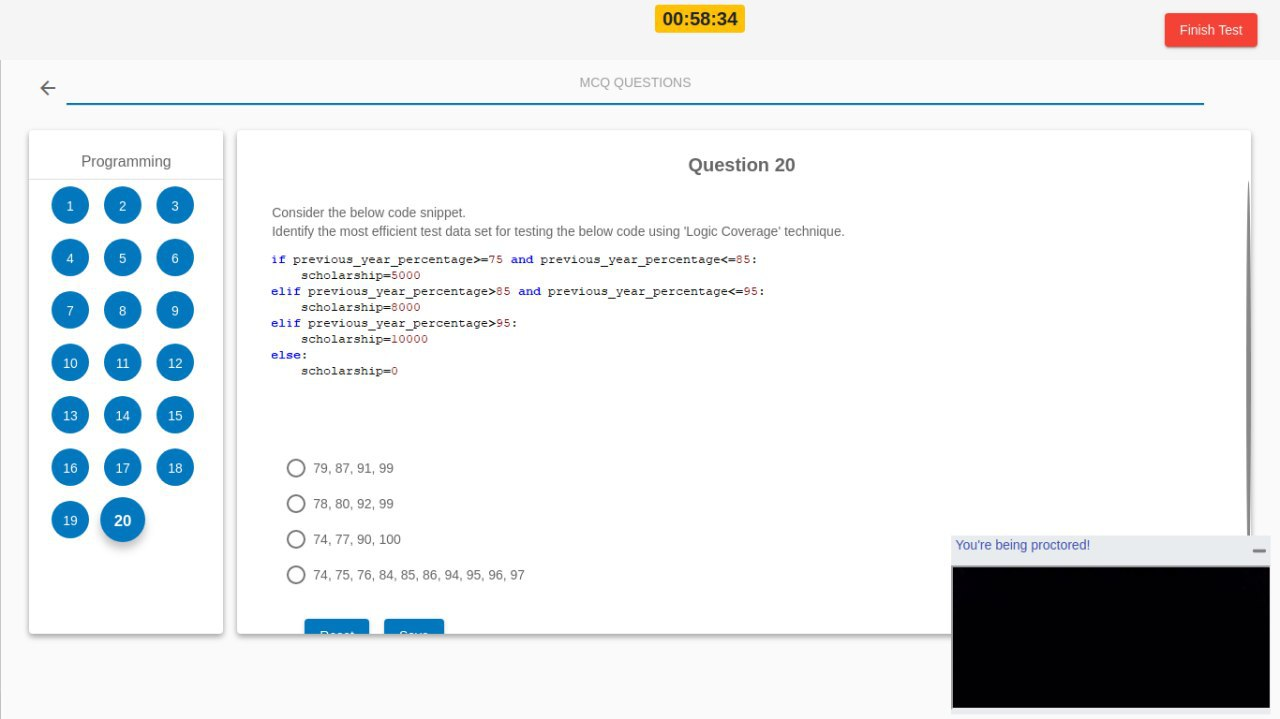 00:58:34
Finish Test
MCQ QUESTIONS
Programming
1 2 3
4 5 6
7 8 9
10 11 12
13 14 15
16 17 18
19 20
Question 20
Consider the below code snippet.
Identify the most efficient test data set for testing the below code using 'Logic Coverage' technique.
if previous_year_percentage>=75 and previous_year_percentage<=85:
    scholarship=5000
elif previous_year_percentage>85 and previous_year_percentage<=95:
    scholarship=8000
elif previous_year_percentage>95:
    scholarship=10000
else:
    scholarship=0
79, 87, 91, 99
78, 80, 92, 99
74, 77, 90, 100
74, 75, 76, 84, 85, 86, 94, 95, 96, 97
Reset Save
You're being proctored!